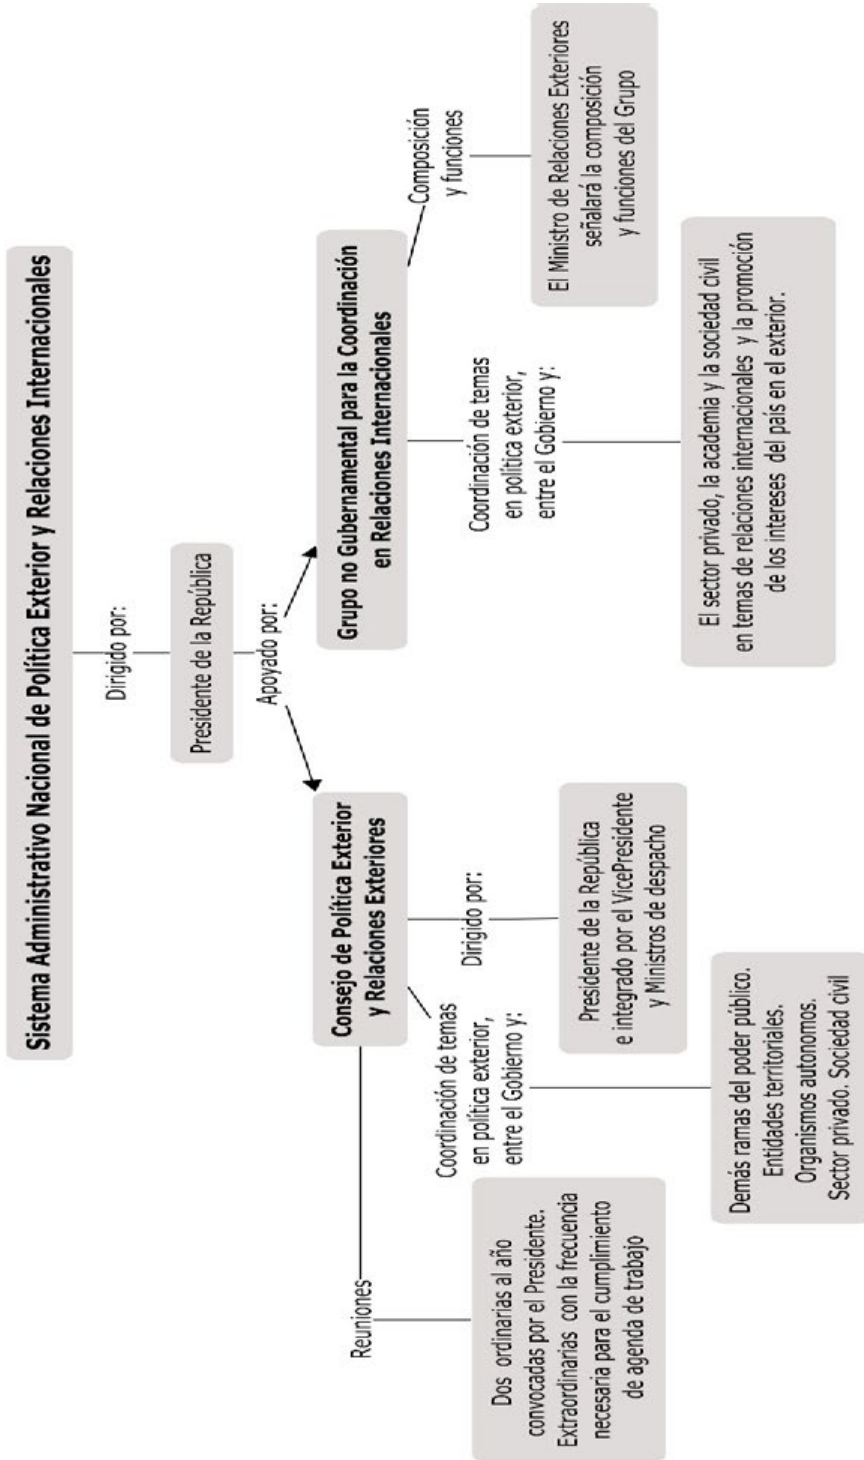 Sistema Administrativo Nacional de Política Exterior y Relaciones Internacionales
Dirigido por:
Presidente de la República
Apoyado por:
Consejo de Política Exterior
y Relaciones Exteriores
Reuniones
Dos ordinarias al año
convocadas por el Presidente.
Extraordinarias con la frecuencia
necesaria para el cumplimiento
de agenda de trabajo
Coordinación de temas
en política exterior,
entre el Gobierno y:
Demás ramas del poder público.
Entidades territoriales.
Organismos autonomos.
Sector privado. Sociedad civil
Dirigido por:
Presidente de la República
e integrado por el VicePresidente
y Ministros de despacho
Grupo no Gubernamental para la Coordinación
en Relaciones Internacionales
Coordinación de temas
en política exterior,
entre el Gobierno y:
El sector privado, la academia y la sociedad civil
en temas de relaciones internacionales y la promoción
de los intereses del país en el exterior.
Composición
y funciones
El Ministro de Relaciones Exteriores
señalará la composición
y funciones del Grupo